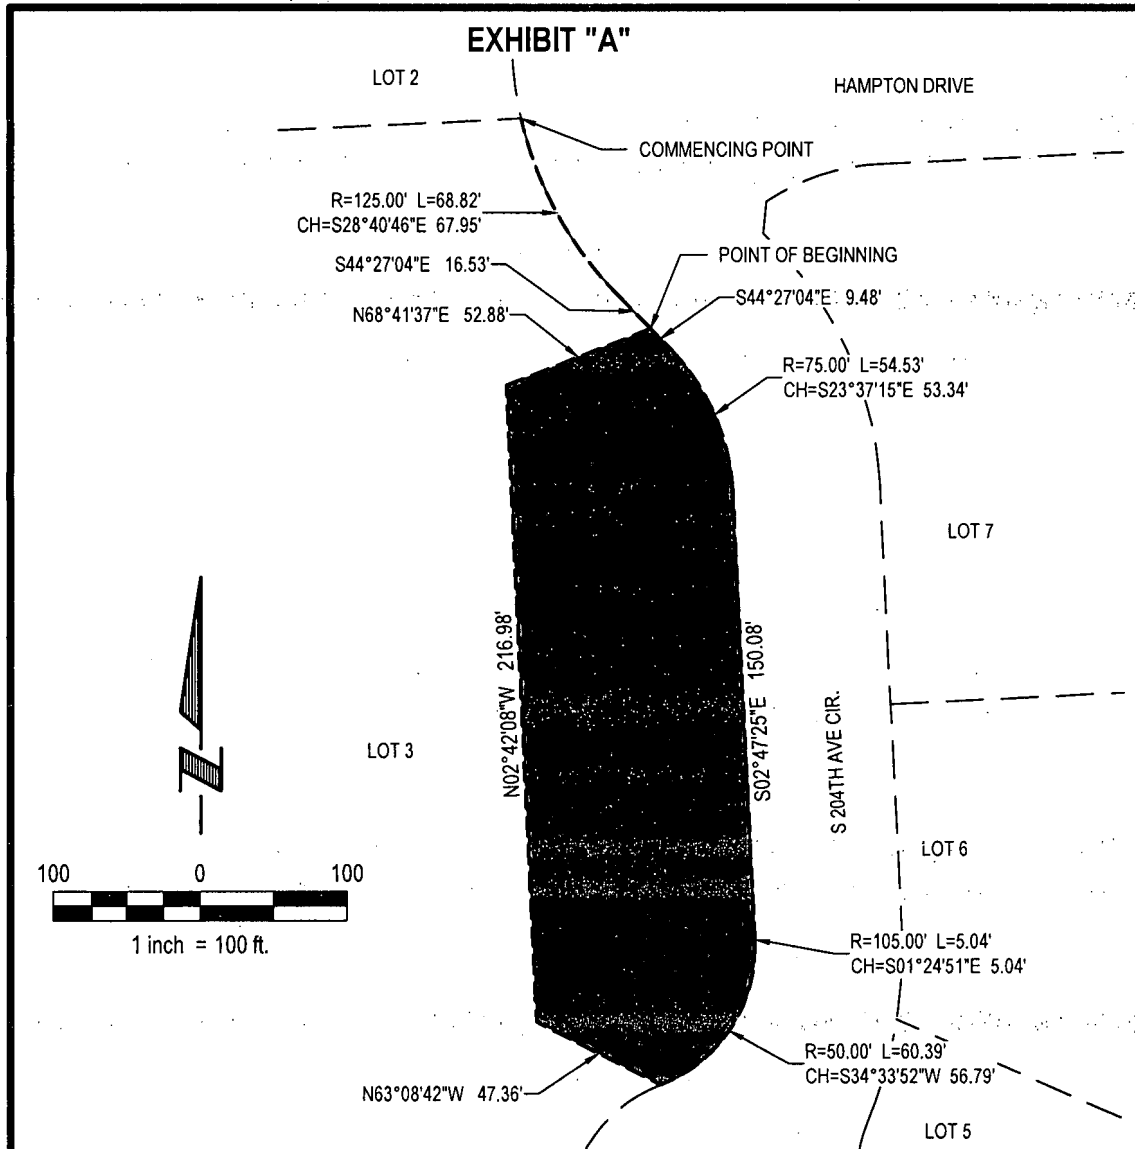 EXHIBIT "A"
LOT 2
HAMPTON DRIVE
COMMENCING POINT
R=125.00' L=68.82'
CH=S28°40'46"E 67.95'
POINT OF BEGINNING
S44°27'04"E 16.53'
S44°27'04"E 9.48'
N68°41'37"E 52.88'
R=75.00' L=54.53'
CH=S23°37'15"E 53.34'
LOT 7
N02°42'08"W 216.98'
S02°47'25"E 150.08'
S 204TH AVE CIR.
LOT 3
LOT 6
100 0 100
1 inch = 100 ft.
R=105.00' L=5.04'
CH=S01°24'51"E 5.04'
R=50.00' L=60.39'
CH=S34°33'52"W 56.79'
N63°08'42"W 47.36'
LOT 5